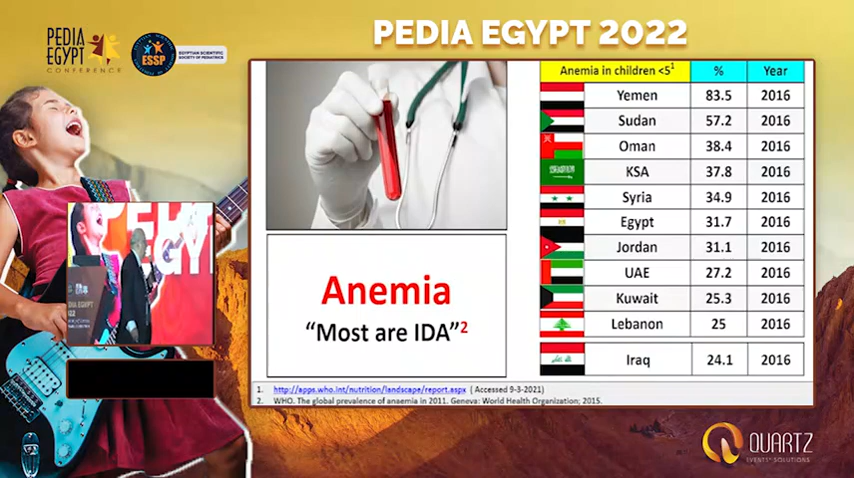 PEDIA EGYPT 2022
PEDIA
EGYPT
CONFERENCE
ESSP
EGYPTIAN SCIENTIFIC
SOCIETY OF PEDIATRICS
Anemia
“Most are IDA”2
Anemia in children <5¹ % Year
Yemen 83.5 2016
Sudan 57.2 2016
Oman 38.4 2016
KSA 37.8 2016
Syria 34.9 2016
Egypt 31.7 2016
Jordan 31.1 2016
UAE 27.2 2016
Kuwait 25.3 2016
Lebanon 25 2016
Iraq 24.1 2016
1. http://apps.who.int/nutrition/landscape/report.aspx ( Accessed 9-3-2021)
2. WHO. The global prevalence of anaemia in 2011. Geneva: World Health Organization; 2015.
EGYPT
2022
QUARTZ
EVENTS' SOLUTIONS